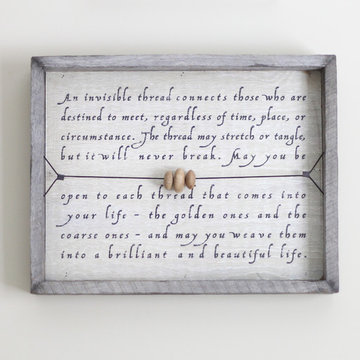 An invisible thread connects those who are
destined to meet, regardless of time, place, or
circumstance. The thread may stretch or tangle,
but it will never break. May you be
open to each thread that comes into
your life - the golden ones and the
coarse ones - and may you weave them
into a brilliant and beautiful life.